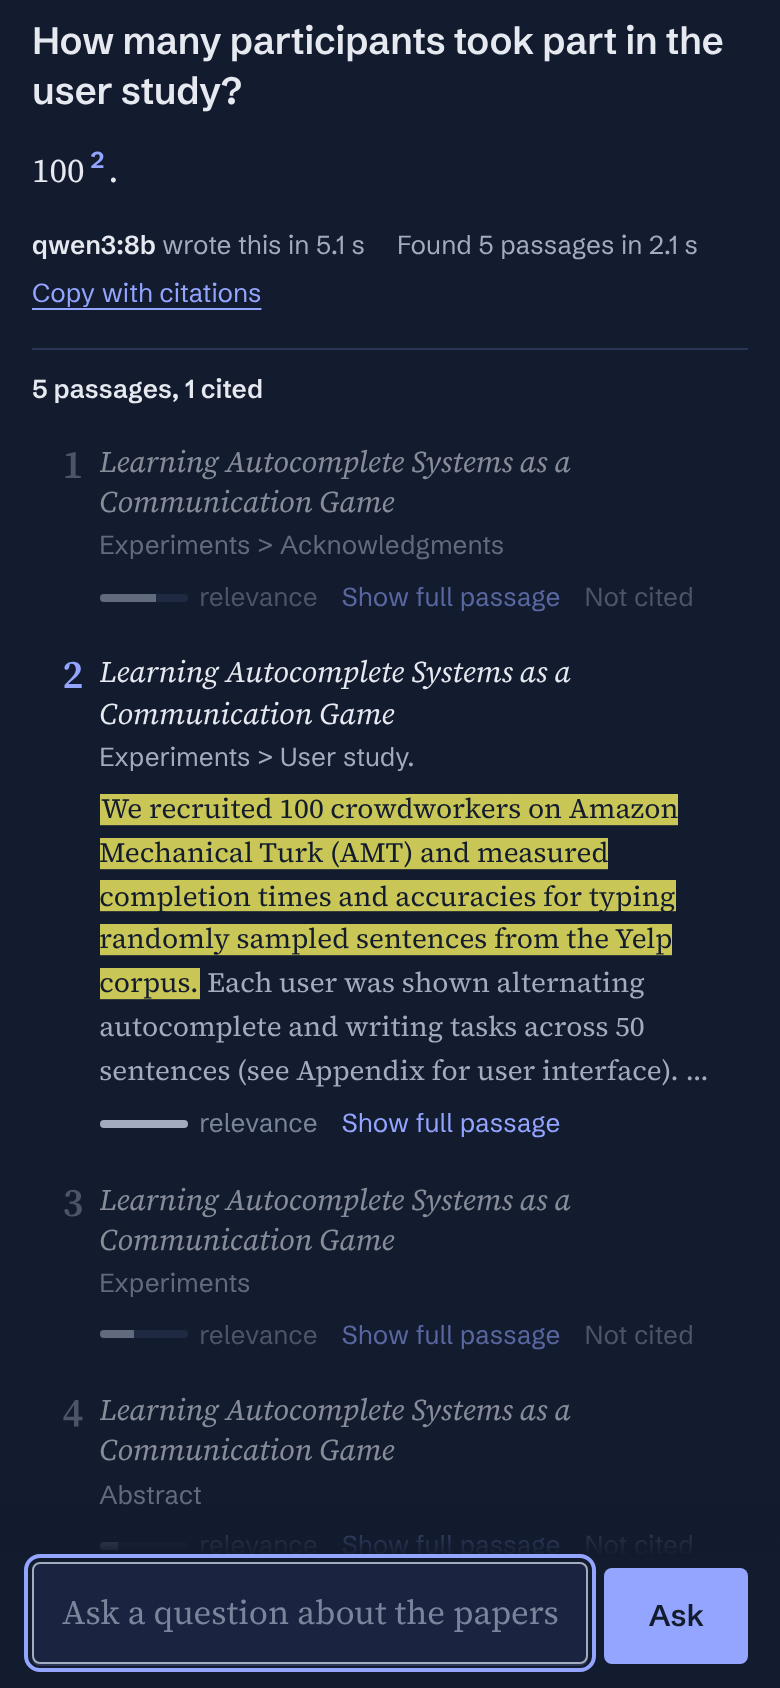 How many participants took part in the
user study?
100 2 .
qwen3:8b wrote this in 5.1 s Found 5 passages in 2.1 s
Copy with citations
5 passages, 1 cited
1 Learning Autocomplete Systems as a
Communication Game
Experiments > Acknowledgments
relevance Show full passage Not cited
2 Learning Autocomplete Systems as a
Communication Game
Experiments > User study.
We recruited 100 crowdworkers on Amazon
Mechanical Turk (AMT) and measured
completion times and accuracies for typing
randomly sampled sentences from the Yelp
corpus. Each user was shown alternating
autocomplete and writing tasks across 50
sentences (see Appendix for user interface). ...
relevance Show full passage
3 Learning Autocomplete Systems as a
Communication Game
Experiments
relevance Show full passage Not cited
4 Learning Autocomplete Systems as a
Communication Game
Abstract
relevance Show full passage Not cited
Ask a question about the papers Ask